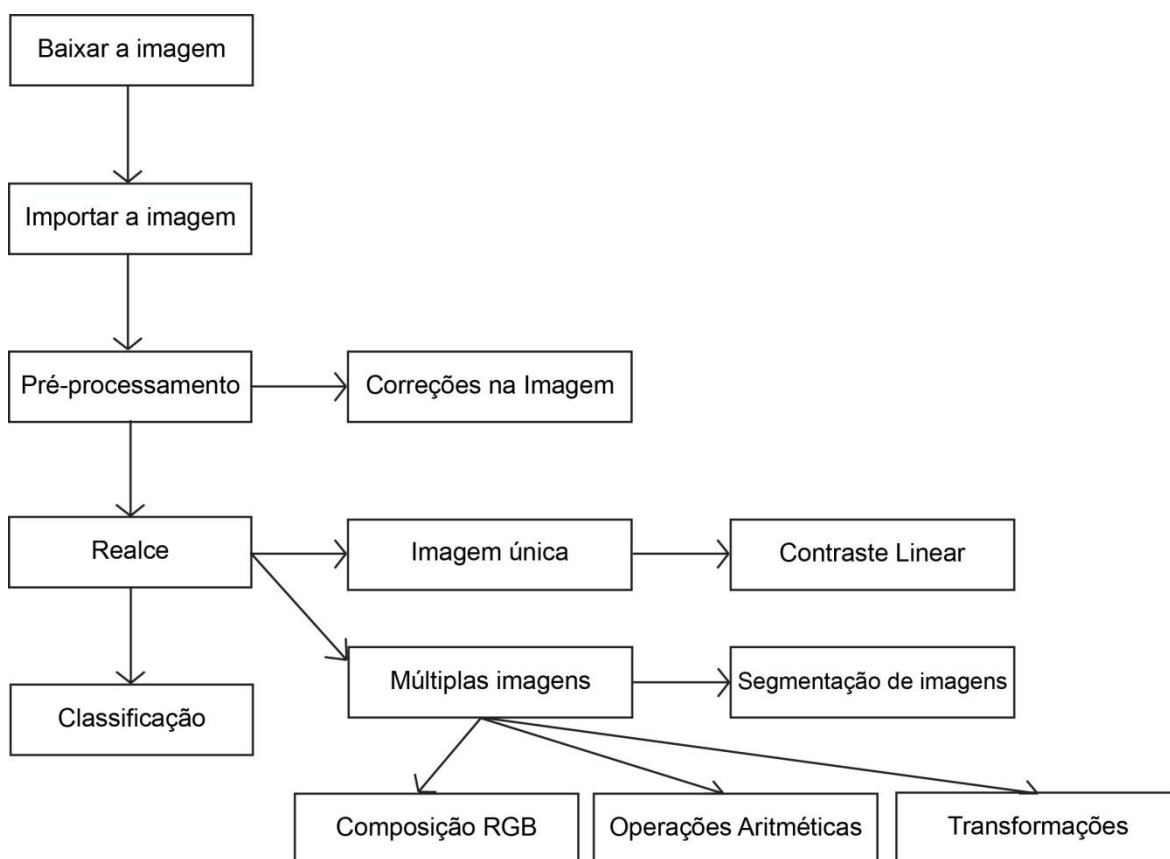 Baixar a imagem
Importar a imagem
Pré-processamento
Correções na Imagem
Realce
Imagem única
Contraste Linear
Múltiplas imagens
Segmentação de imagens
Classificação
Composição RGB
Operações Aritméticas
Transformações